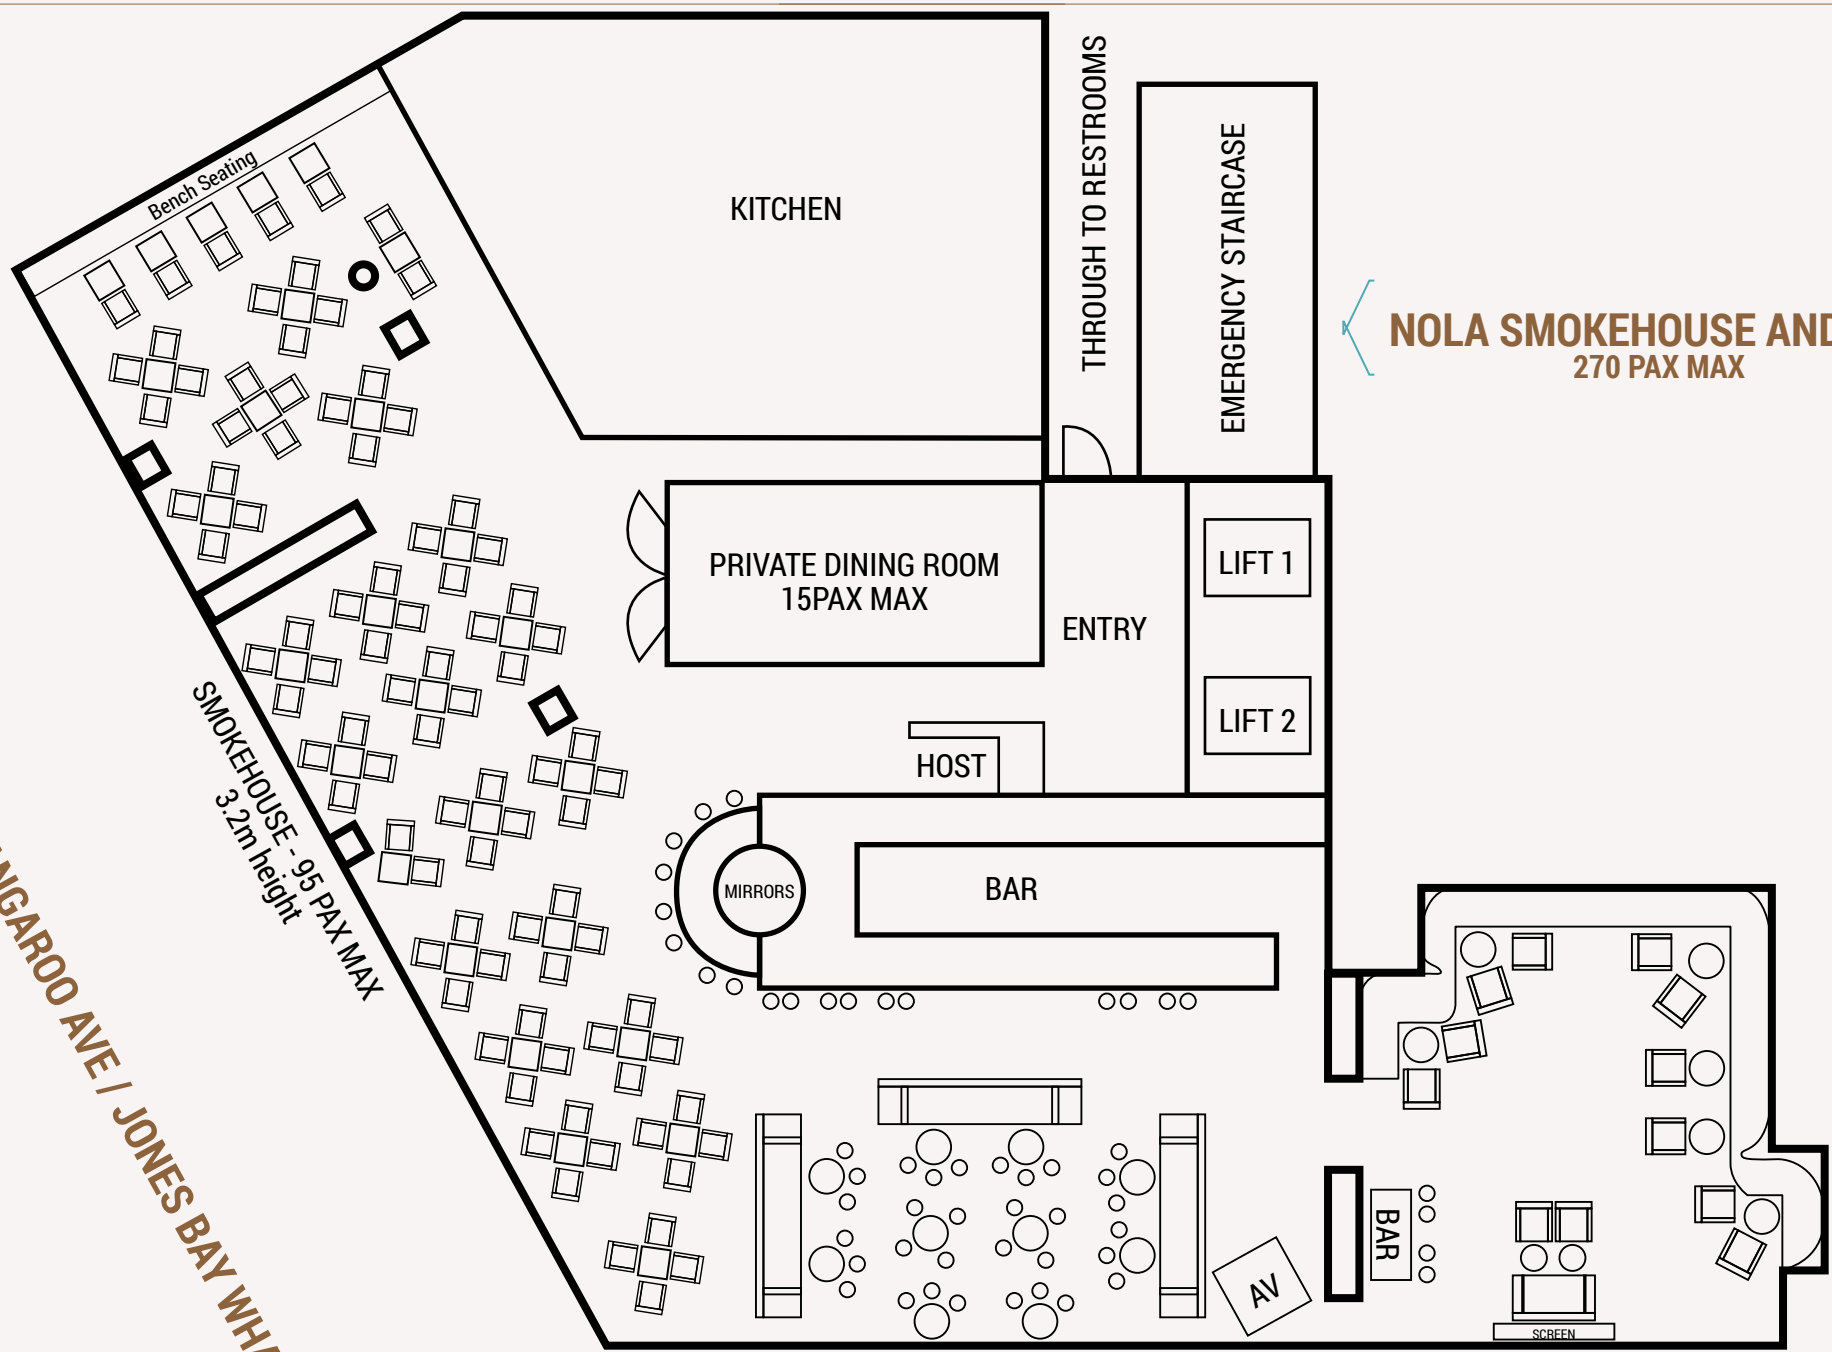 KITCHEN
THROUGH TO RESTROOMS
EMERGENCY STAIRCASE
Bench Seating
NOLA SMOKEHOUSE AND
270 PAX MAX
PRIVATE DINING ROOM
15PAX MAX
ENTRY
LIFT 1
LIFT 2
HOST
SMOKEHOUSE - 95 PAX MAX
3.2m height
MIRRORS
BAR
AVE / JONES BAY
BAR
AV
SCREEN